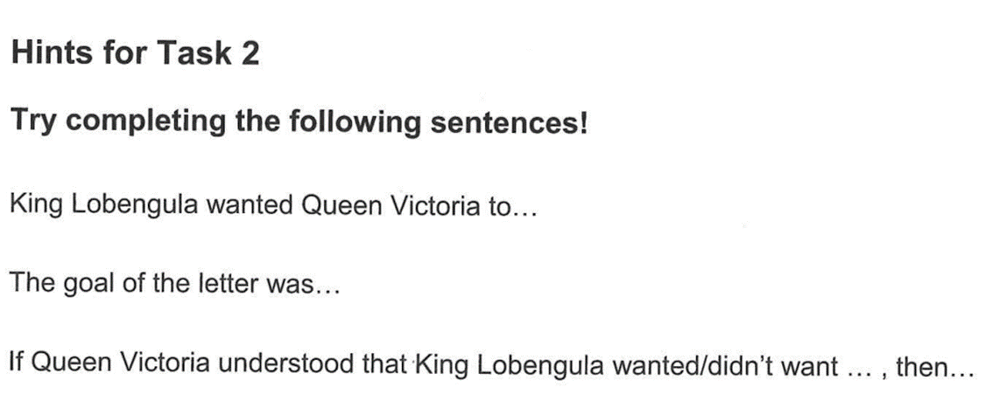 Hints for Task 2
Try completing the following sentences!
King Lobengula wanted Queen Victoria to...
The goal of the letter was...
If Queen Victoria understood that King Lobengula wanted/didn't want ... , then...